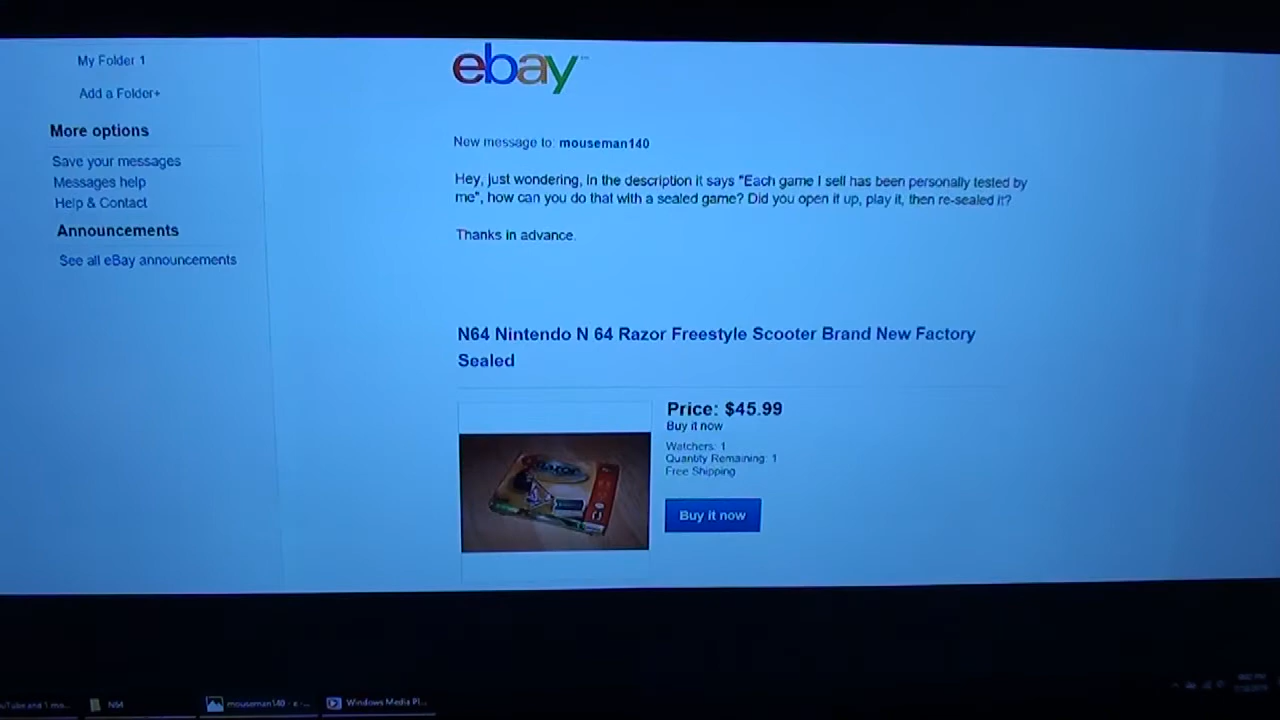 My Folder 1
Add a Folder+
More options
Save your messages
Messages help
Help & Contact
Announcements
See all eBay announcements
ebay
New message to: mouseman140
Hey, just wondering, In the description it says "Each game I sell has been personally tested by
me", how can you do that with a sealed game? Did you open it up, play it, then re-sealed it?
Thanks in advance.
N64 Nintendo N 64 Razor Freestyle Scooter Brand New Factory
Sealed
Price: $45.99
Buy it now
Watchers: 1
Quantity Remaining: 1
Free Shipping
Buy it now
N64
mouseman140 - e -...
Windows Media Pl...